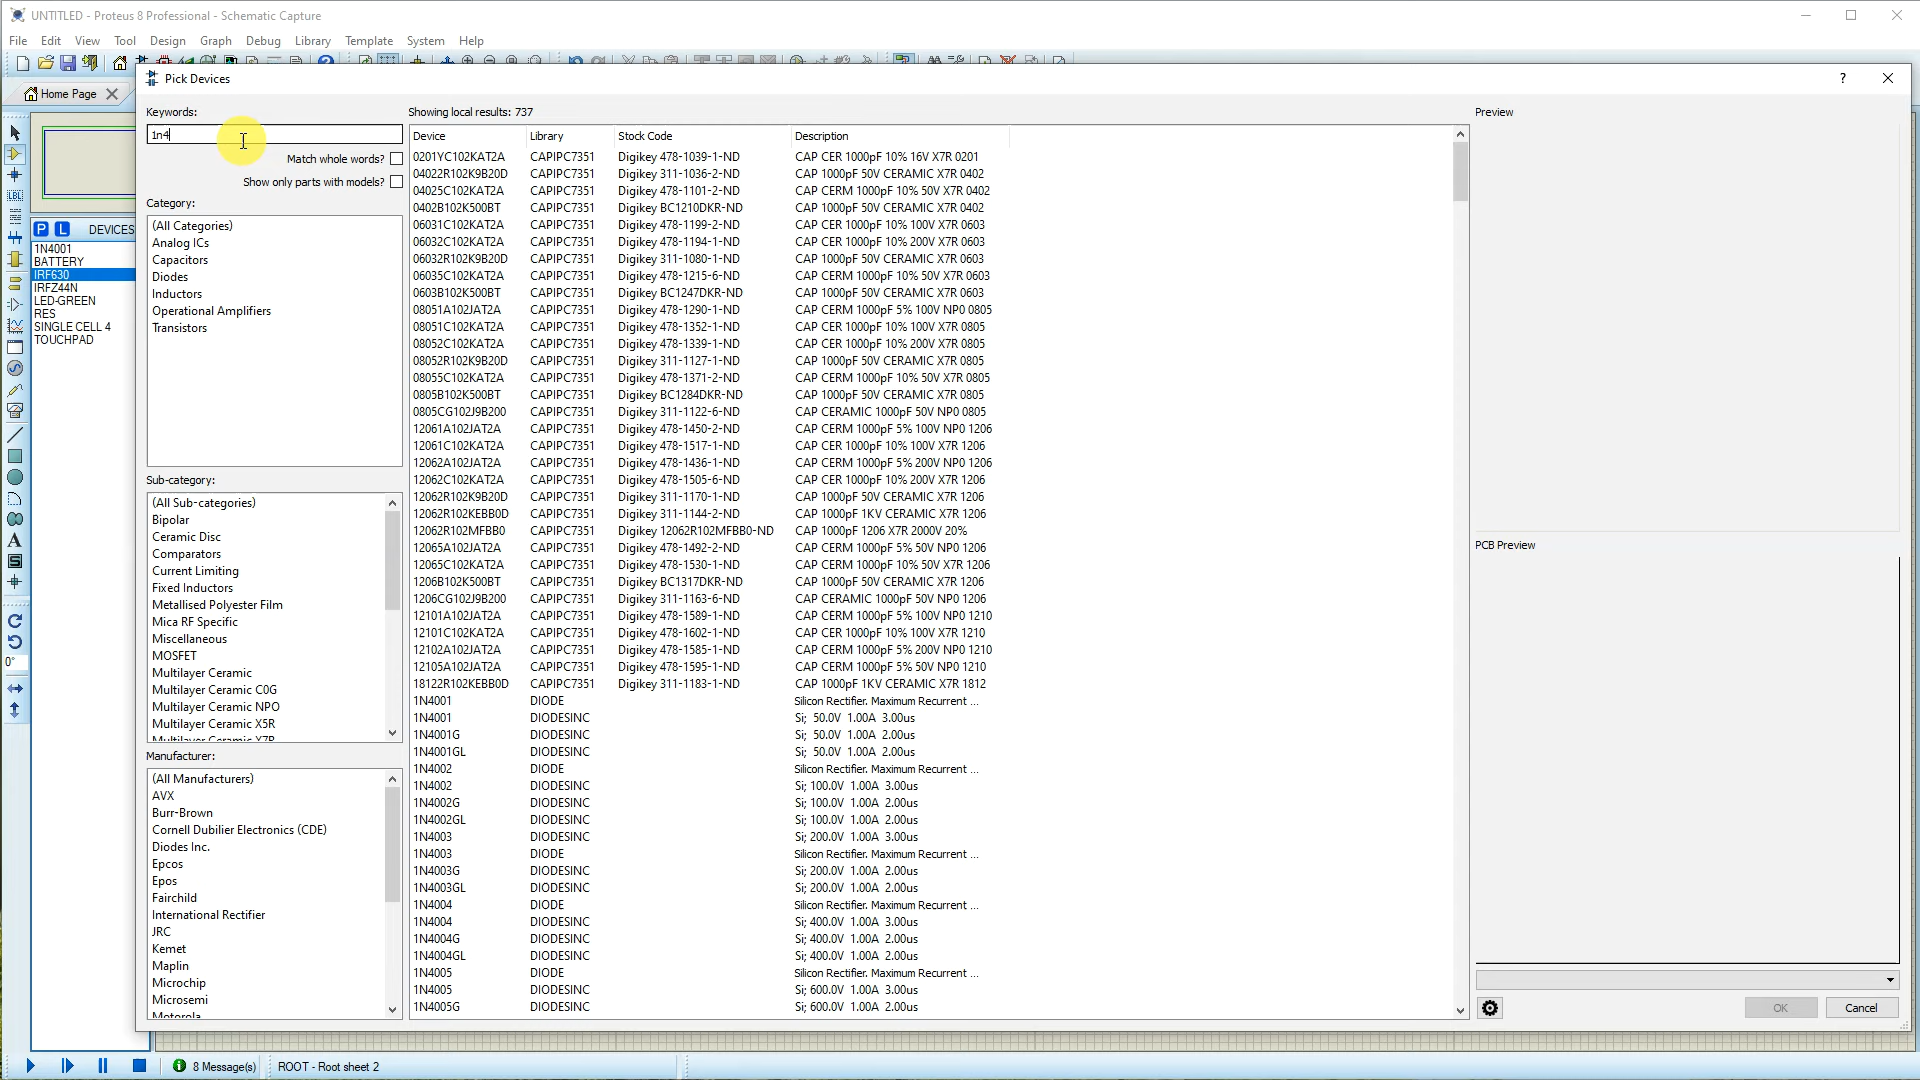 UNTITLED - Proteus 8 Professional - Schematic Capture
File Edit View Tool Design Graph Debug Library Template System Help
Home Page
Pick Devices
Keywords:
1n4
Match whole words?
Show only parts with models?
Category:
(All Categories)
Analog ICs
Capacitors
Diodes
Inductors
Operational Amplifiers
Transistors
Sub-category:
(All Sub-categories)
Bipolar
Ceramic Disc
Comparators
Current Limiting
Fixed Inductors
Metallised Polyester Film
Mica RF Specific
Miscellaneous
MOSFET
Multilayer Ceramic
Multilayer Ceramic C0G
Multilayer Ceramic NPO
Multilayer Ceramic X5R
Multilayer Ceramic X7R
Manufacturer:
(All Manufacturers)
AVX
Burr-Brown
Cornell Dubilier Electronics (CDE)
Diodes Inc.
Epcos
Epos
Fairchild
International Rectifier
JRC
Kemet
Maplin
Microchip
Microsemi
Motorola
P L DEVICES
1N4001
BATTERY
IRF630
IRFZ44N
LED-GREEN
RES
SINGLE CELL 4
TOUCHPAD
LBL
A
S
0°
Showing local results: 737
Device Library Stock Code Description
0201YC102KAT2A CAPIPC7351 Digikey 478-1039-1-ND CAP CER 1000pF 10% 16V X7R 0201
04022R102K9B20D CAPIPC7351 Digikey 311-1036-2-ND CAP 1000pF 50V CERAMIC X7R 0402
04025C102KAT2A CAPIPC7351 Digikey 478-1101-2-ND CAP CERM 1000pF 10% 50V X7R 0402
0402B102K500BT CAPIPC7351 Digikey BC1210DKR-ND CAP 1000pF 50V CERAMIC X7R 0402
06031C102KAT2A CAPIPC7351 Digikey 478-1199-2-ND CAP CER 1000pF 10% 100V X7R 0603
06032C102KAT2A CAPIPC7351 Digikey 478-1194-1-ND CAP CER 1000pF 10% 200V X7R 0603
06032R102K9B20D CAPIPC7351 Digikey 311-1080-1-ND CAP 1000pF 50V CERAMIC X7R 0603
06035C102KAT2A CAPIPC7351 Digikey 478-1215-6-ND CAP CERM 1000pF 10% 50V X7R 0603
0603B102K500BT CAPIPC7351 Digikey BC1247DKR-ND CAP 1000pF 50V CERAMIC X7R 0603
08051A102JAT2A CAPIPC7351 Digikey 478-1290-1-ND CAP CERM 1000pF 5% 100V NP0 0805
08051C102KAT2A CAPIPC7351 Digikey 478-1352-1-ND CAP CER 1000pF 10% 100V X7R 0805
08052C102KAT2A CAPIPC7351 Digikey 478-1339-1-ND CAP CER 1000pF 10% 200V X7R 0805
08052R102K9B20D CAPIPC7351 Digikey 311-1127-1-ND CAP 1000pF 50V CERAMIC X7R 0805
08055C102KAT2A CAPIPC7351 Digikey 478-1371-2-ND CAP CERM 1000pF 10% 50V X7R 0805
0805B102K500BT CAPIPC7351 Digikey BC1284DKR-ND CAP 1000pF 50V CERAMIC X7R 0805
0805CG102J9B200 CAPIPC7351 Digikey 311-1122-6-ND CAP CERAMIC 1000pF 50V NP0 0805
12061A102JAT2A CAPIPC7351 Digikey 478-1450-2-ND CAP CERM 1000pF 5% 100V NP0 1206
12061C102KAT2A CAPIPC7351 Digikey 478-1517-1-ND CAP CER 1000pF 10% 100V X7R 1206
12062A102JAT2A CAPIPC7351 Digikey 478-1436-1-ND CAP CERM 1000pF 5% 200V NP0 1206
12062C102KAT2A CAPIPC7351 Digikey 478-1505-6-ND CAP CER 1000pF 10% 200V X7R 1206
12062R102K9B20D CAPIPC7351 Digikey 311-1170-1-ND CAP 1000pF 50V CERAMIC X7R 1206
12062R102KEBB0D CAPIPC7351 Digikey 311-1144-2-ND CAP 1000pF 1KV CERAMIC X7R 1206
12062R102MFBB0 CAPIPC7351 Digikey 12062R102MFBB0-ND CAP 1000pF 1206 X7R 2000V 20%
12065A102JAT2A CAPIPC7351 Digikey 478-1492-2-ND CAP CERM 1000pF 5% 50V NP0 1206
12065C102KAT2A CAPIPC7351 Digikey 478-1530-1-ND CAP CERM 1000pF 10% 50V X7R 1206
1206B102K500BT CAPIPC7351 Digikey BC1317DKR-ND CAP 1000pF 50V CERAMIC X7R 1206
1206CG102J9B200 CAPIPC7351 Digikey 311-1163-6-ND CAP CERAMIC 1000pF 50V NP0 1206
12101A102JAT2A CAPIPC7351 Digikey 478-1589-1-ND CAP CERM 1000pF 5% 100V NP0 1210
12101C102KAT2A CAPIPC7351 Digikey 478-1602-1-ND CAP CER 1000pF 10% 100V X7R 1210
12102A102JAT2A CAPIPC7351 Digikey 478-1585-1-ND CAP CERM 1000pF 5% 200V NP0 1210
12105A102JAT2A CAPIPC7351 Digikey 478-1595-1-ND CAP CERM 1000pF 5% 50V NP0 1210
18122R102KEBB0D CAPIPC7351 Digikey 311-1183-1-ND CAP 1000pF 1KV CERAMIC X7R 1812
1N4001 DIODE Silicon Rectifier. Maximum Recurrent ...
1N4001 DIODESINC Si; 50.0V 1.00A 3.00us
1N4001G DIODESINC Si; 50.0V 1.00A 2.00us
1N4001GL DIODESINC Si; 50.0V 1.00A 2.00us
1N4002 DIODE Silicon Rectifier. Maximum Recurrent ...
1N4002 DIODESINC Si; 100.0V 1.00A 3.00us
1N4002G DIODESINC Si; 100.0V 1.00A 2.00us
1N4002GL DIODESINC Si; 100.0V 1.00A 2.00us
1N4003 DIODESINC Si; 200.0V 1.00A 3.00us
1N4003 DIODE Silicon Rectifier. Maximum Recurrent ...
1N4003G DIODESINC Si; 200.0V 1.00A 2.00us
1N4003GL DIODESINC Si; 200.0V 1.00A 2.00us
1N4004 DIODE Silicon Rectifier. Maximum Recurrent ...
1N4004 DIODESINC Si; 400.0V 1.00A 3.00us
1N4004G DIODESINC Si; 400.0V 1.00A 2.00us
1N4004GL DIODESINC Si; 400.0V 1.00A 2.00us
1N4005 DIODE Silicon Rectifier. Maximum Recurrent ...
1N4005 DIODESINC Si; 600.0V 1.00A 3.00us
1N4005G DIODESINC Si; 600.0V 1.00A 2.00us
Preview
PCB Preview
OK Cancel
8 Message(s) ROOT - Root sheet 2